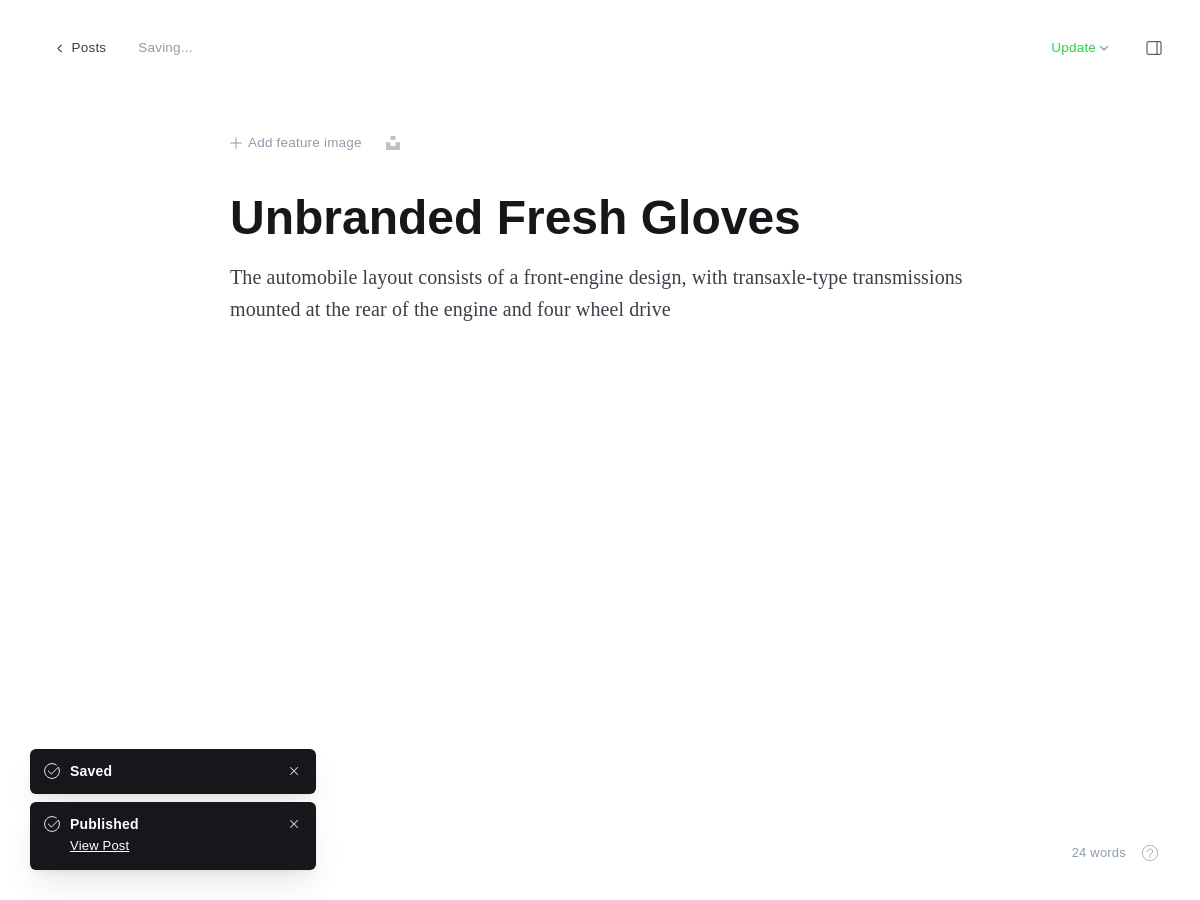 Posts
Saving...
Update
Add feature image
Unbranded Fresh Gloves
The automobile layout consists of a front-engine design, with transaxle-type transmissions
mounted at the rear of the engine and four wheel drive
Saved
Published
View Post
24 words